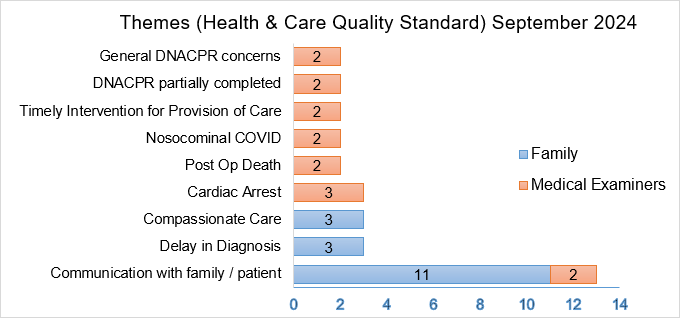 Themes (Health & Care Quality Standard) September 2024
General DNACPR concerns 2
DNACPR partially completed 2
Timely Intervention for Provision of Care 2
Nosocominal COVID 2
Post Op Death 2
Cardiac Arrest 3
Compassionate Care 3
Delay in Diagnosis 3
Communication with family / patient 11 2
0 2 4 6 8 10 12 14
Family
Medical Examiners